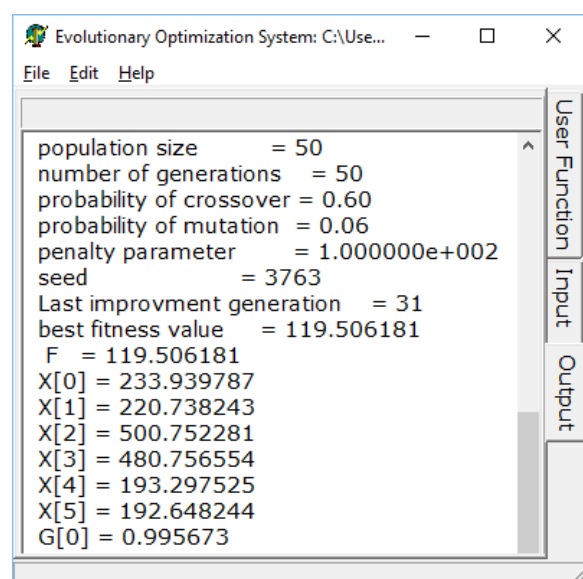 Evolutionary Optimization System: C:\Use...
File Edit Help
population size = 50
number of generations = 50
probability of crossover = 0.60
probability of mutation = 0.06
penalty parameter = 1.000000e+002
seed = 3763
Last improvment generation = 31
best fitness value = 119.506181
F = 119.506181
X[0] = 233.939787
X[1] = 220.738243
X[2] = 500.752281
X[3] = 480.756554
X[4] = 193.297525
X[5] = 192.648244
G[0] = 0.995673
User Function
Input
Output